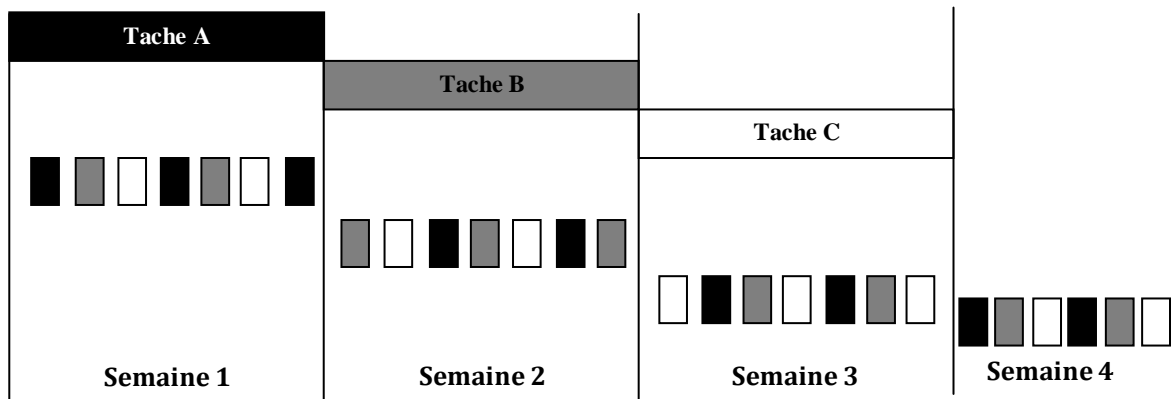 Tache A
Tache B
Tache C
Semaine 1
Semaine 2
Semaine 3
Semaine 4